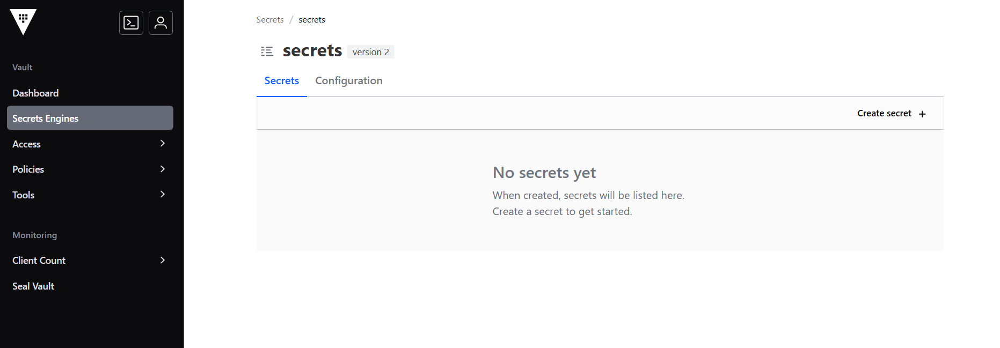 Vault
Dashboard
Secrets Engines
Access
Policies
Tools
Monitoring
Client Count
Seal Vault
Secrets / secrets
secrets version 2
Secrets Configuration
Create secret +
No secrets yet
When created, secrets will be listed here.
Create a secret to get started.